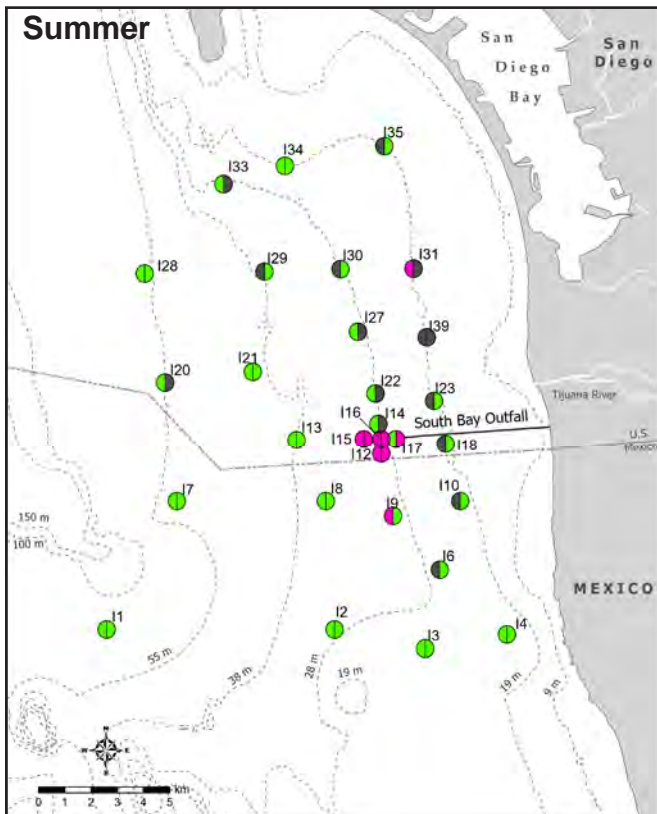 Summer
San
Diego
Bay
San
Diego
I35
I34
I33
I28
I29
I30
I31
I27
I39
I20
I21
I22
I23
Tijuana River
I16
I14
South Bay Outfall
I13
I15
I17
I18
I12
U.S.
Mexico
I7
I8
I9
I10
150 m
100 m
I6
MEXICO
I1
I2
I3
I4
55 m
38 m
28 m
19 m
19 m
9 m
N
W
E
S
0 1 2 3 4 5 km